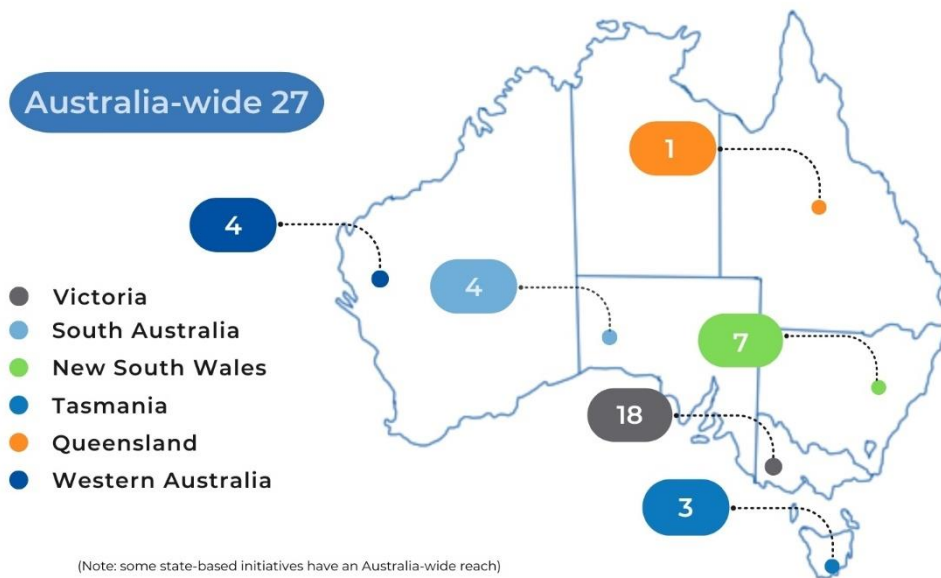 Australia-wide 27
1
4
4
7
18
3
Victoria
South Australia
New South Wales
Tasmania
Queensland
Western Australia
(Note: some state-based initiatives have an Australia-wide reach)